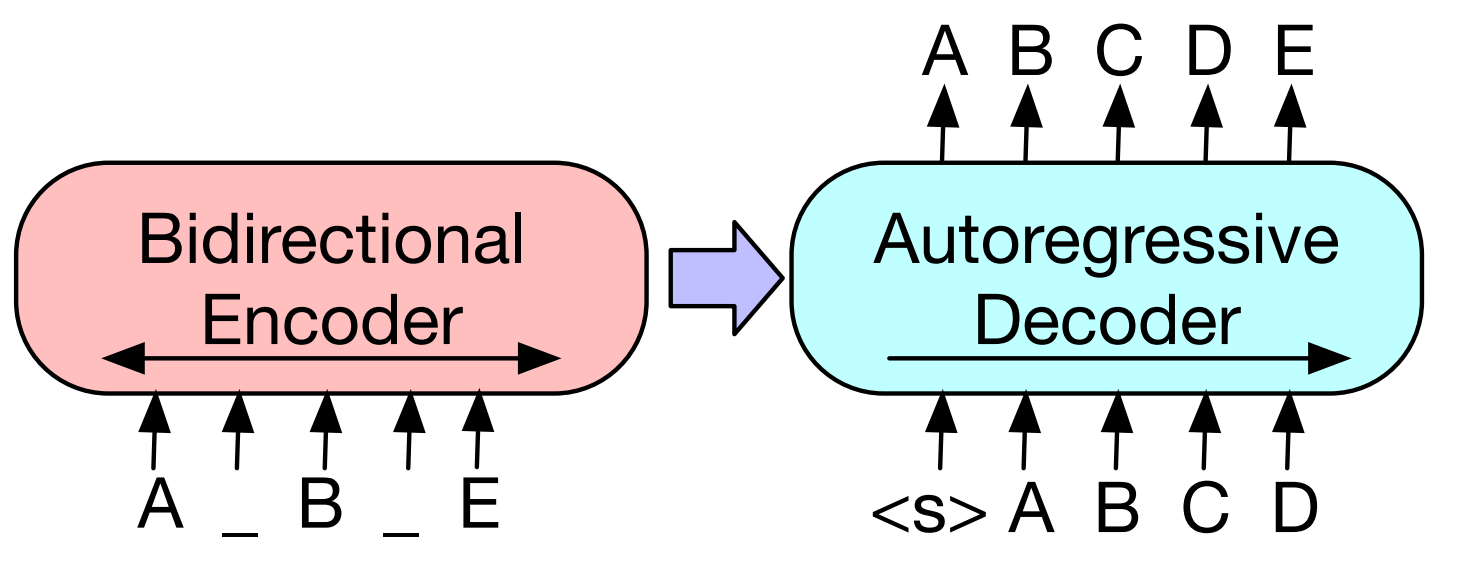 A B C D E
Bidirectional
Encoder
Autoregressive
Decoder
A _ B _ E
<s> A B C D